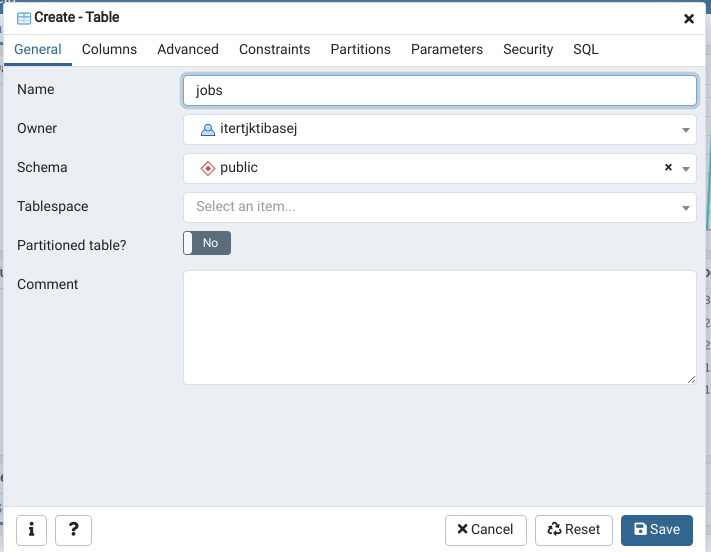 Create - Table
General Columns Advanced Constraints Partitions Parameters Security SQL
Name jobs
Owner itertjktibasej
Schema public
Tablespace Select an item...
Partitioned table? No
Comment
i ? Cancel Reset Save